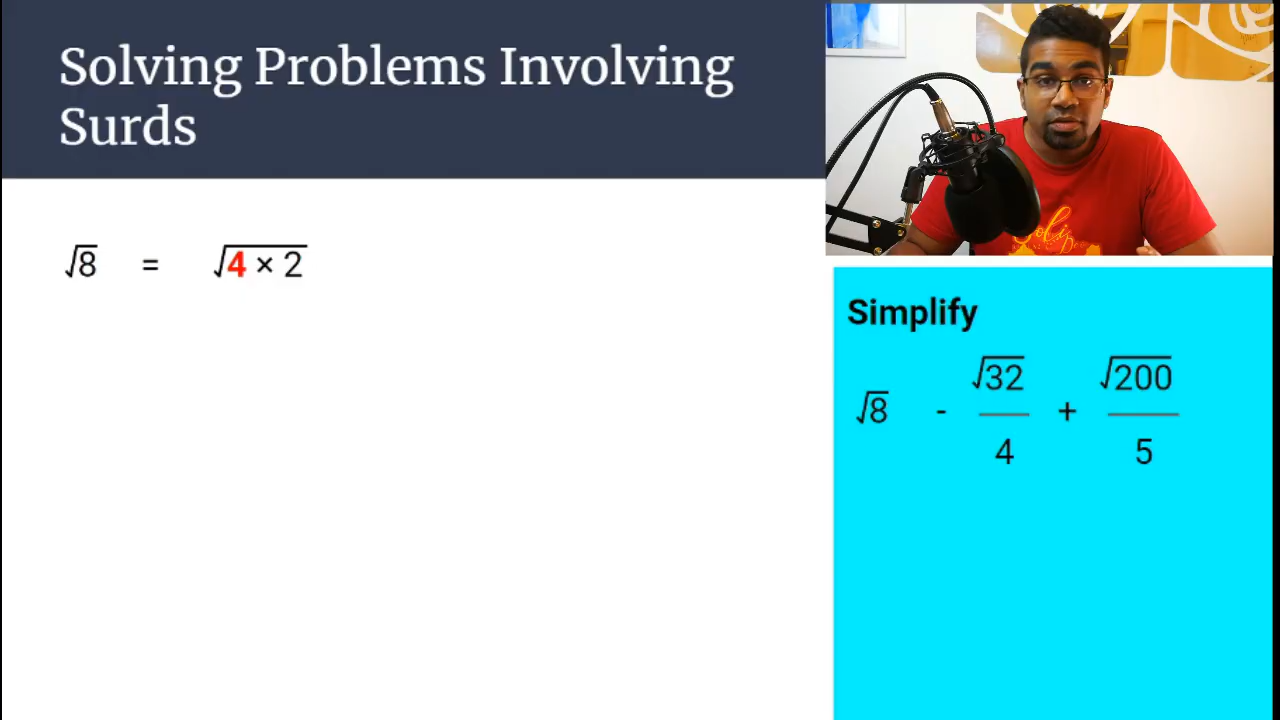 Solving Problems Involving
Surds
√8 = √4 × 2
Simplify
√8 - √32/4 + √200/5